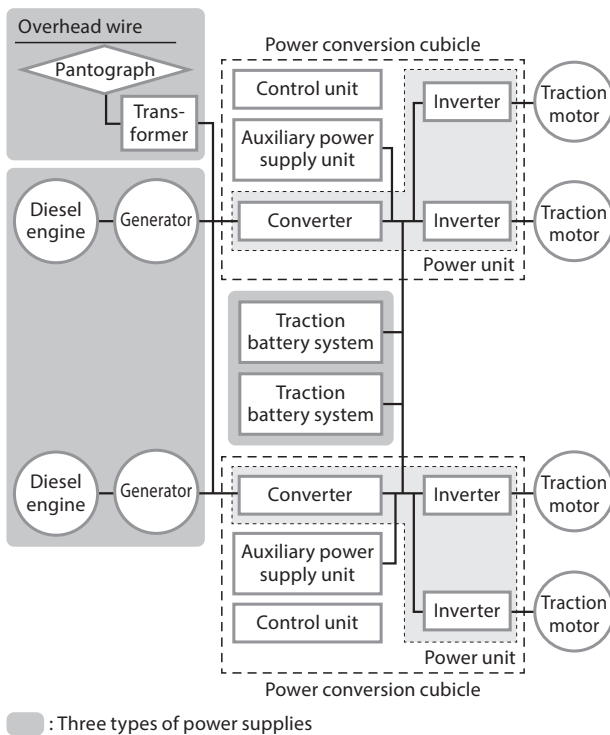 Overhead wire
Pantograph
Trans-
former
Power conversion cubicle
Control unit
Auxiliary power
supply unit
Inverter
Traction
motor
Diesel
engine
Generator
Converter
Inverter
Traction
motor
Power unit
Traction
battery system
Traction
battery system
Diesel
engine
Generator
Converter
Inverter
Traction
motor
Auxiliary power
supply unit
Control unit
Inverter
Traction
motor
Power unit
Power conversion cubicle
: Three types of power supplies